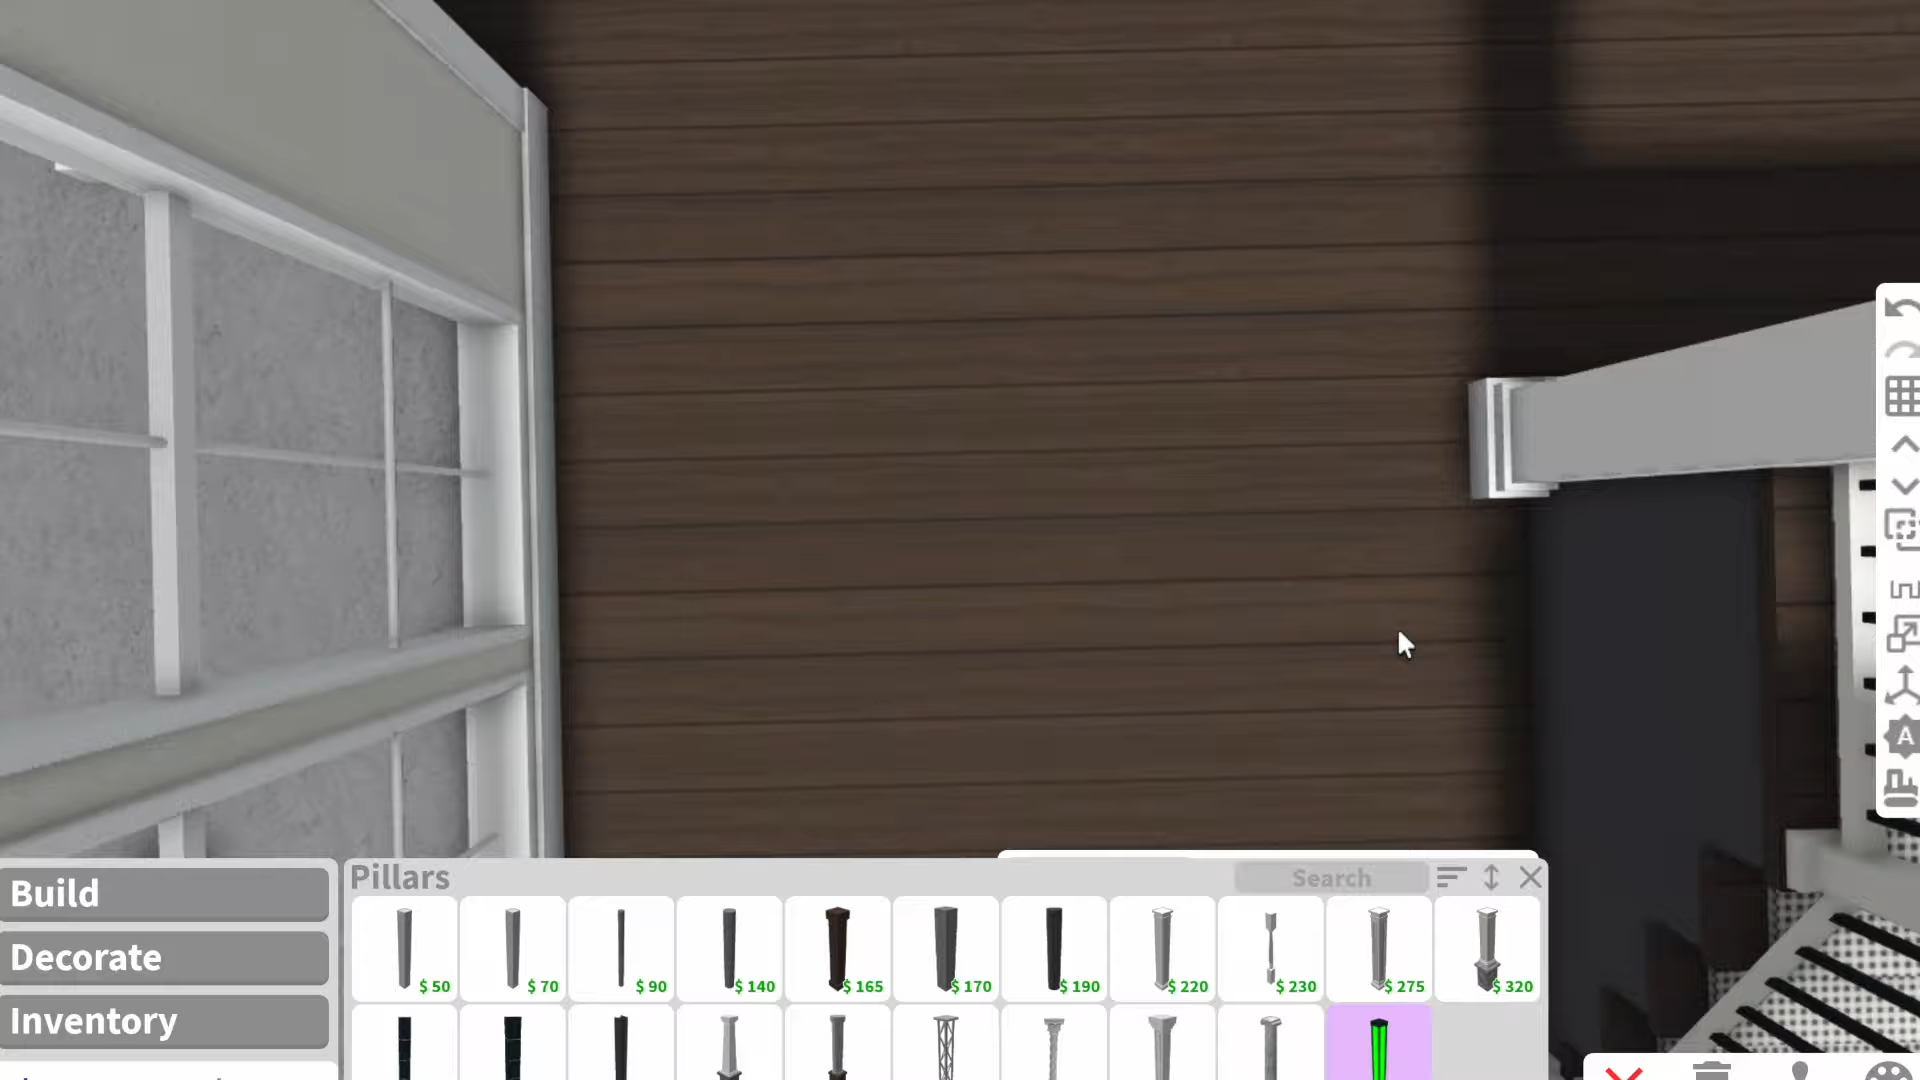 Build
Decorate
Inventory
Pillars
Search
$ 50
$ 70
$ 90
$ 140
$ 165
$ 170
$ 190
$ 220
$ 230
$ 275
$ 320
A